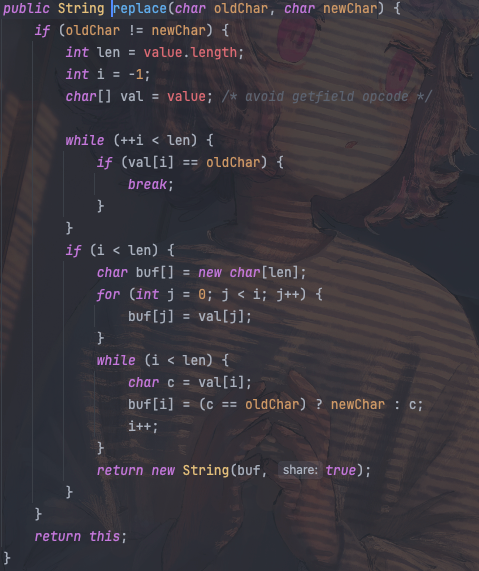 public String replace(char oldChar, char newChar) {
    if (oldChar != newChar) {
        int len = value.length;
        int i = -1;
        char[] val = value; /* avoid getfield opcode */

        while (++i < len) {
            if (val[i] == oldChar) {
                break;
            }
        }
        if (i < len) {
            char buf[] = new char[len];
            for (int j = 0; j < i; j++) {
                buf[j] = val[j];
            }
            while (i < len) {
                char c = val[i];
                buf[i] = (c == oldChar) ? newChar : c;
                i++;
            }
            return new String(buf, share: true);
        }
    }
    return this;
}